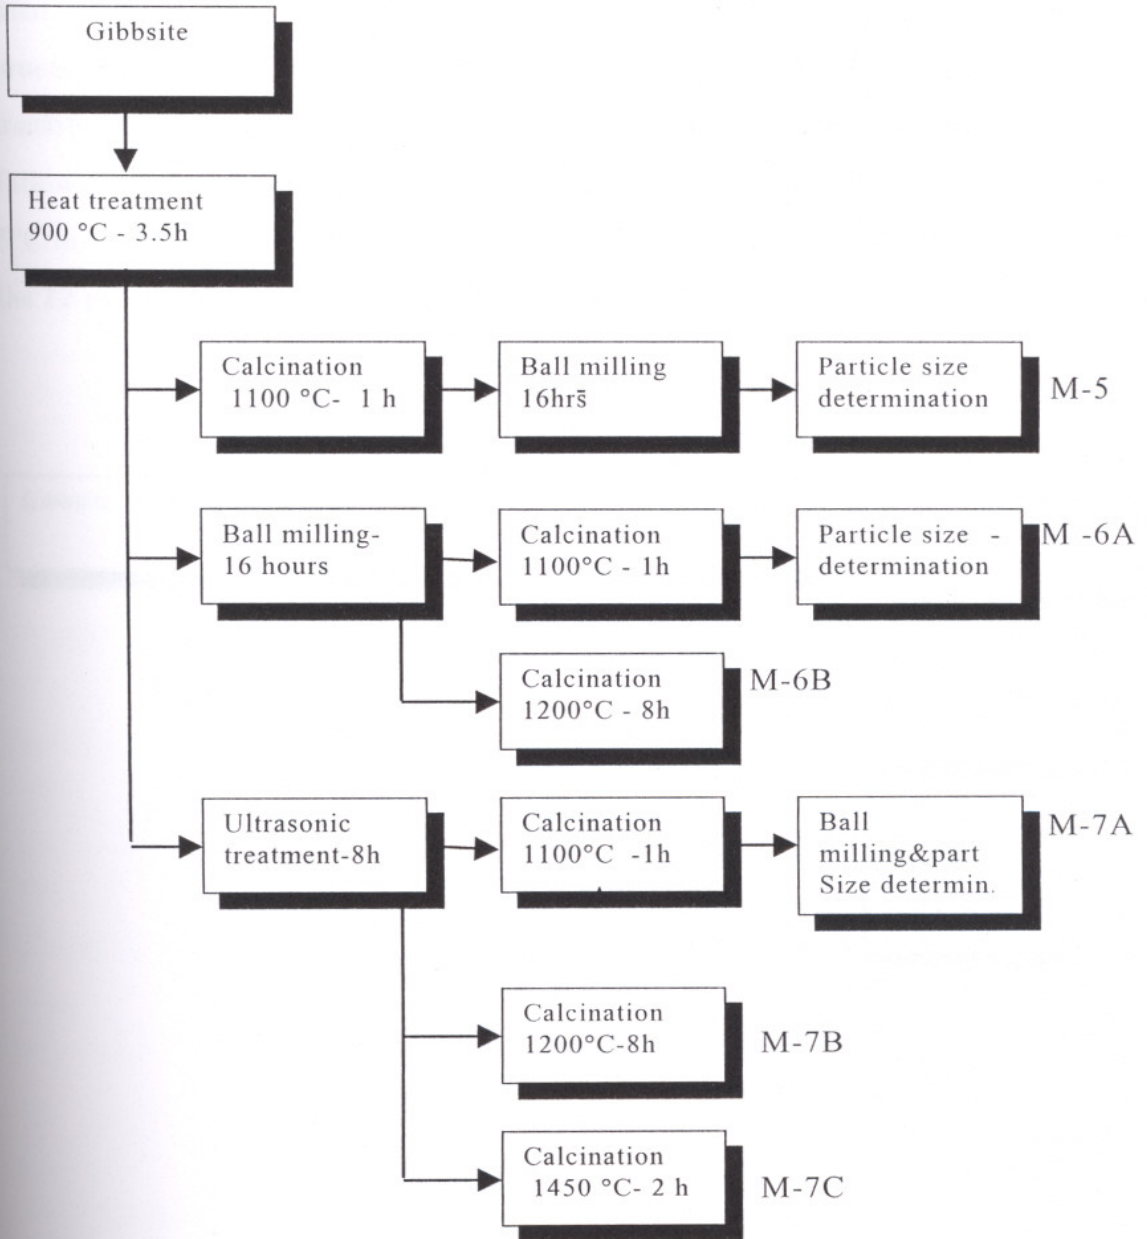 Gibbsite
Heat treatment
900 °C - 3.5h
Calcination
1100 °C- 1 h
Ball milling
16hrs̄
Particle size
determination
M-5
Ball milling-
16 hours
Calcination
1100°C - 1h
Particle size -
determination
M -6A
Calcination
1200°C - 8h
M-6B
Ultrasonic
treatment-8h
Calcination
1100°C -1h
Ball
milling&part
Size determin.
M-7A
Calcination
1200°C-8h
M-7B
Calcination
1450 °C- 2 h
M-7C